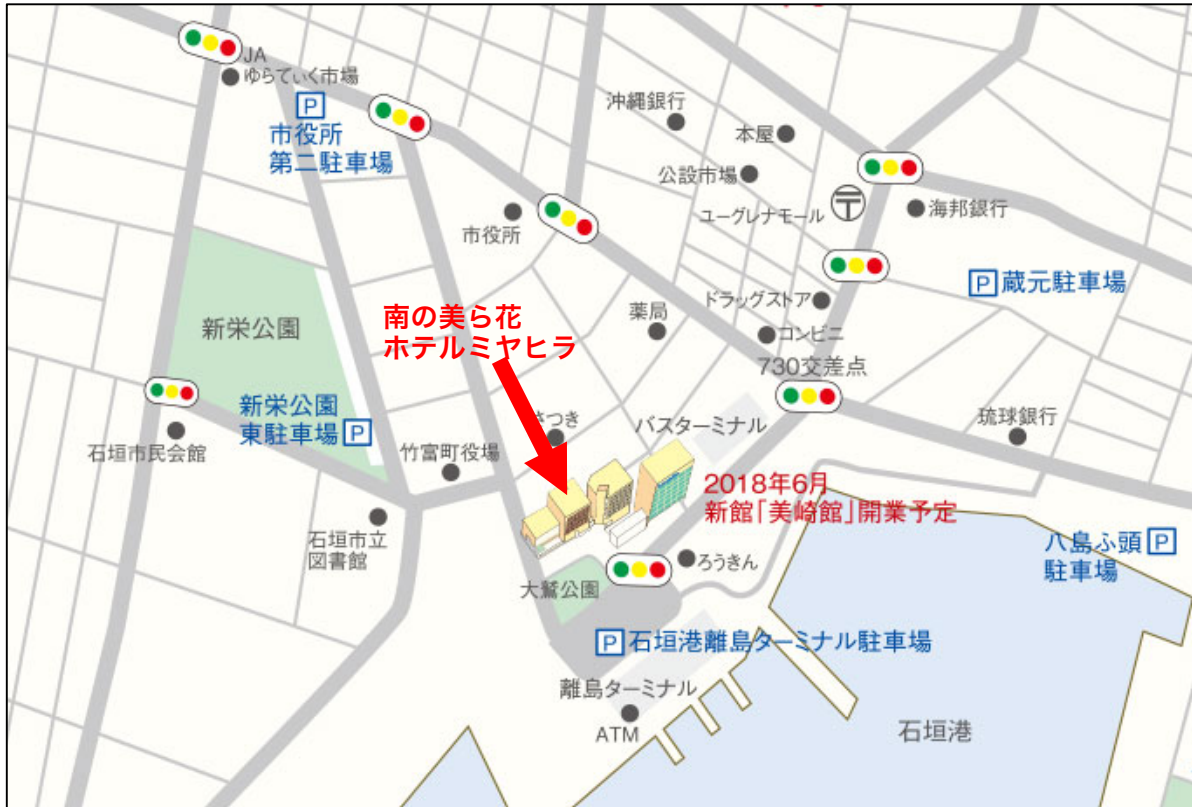 JA
ゆらてぃく市場
P
市役所
第二駐車場
沖縄銀行
本屋
公設市場
ユーグレナモール
〒
海邦銀行
市役所
P蔵元駐車場
ドラッグストア
薬局
コンビニ
730交差点
新栄公園
南の美ら花
ホテルミヤヒラ
新栄公園
東駐車場P
石垣市民会館
竹富町役場
さつき
バスターミナル
琉球銀行
2018年6月
新館「美崎館」開業予定
石垣市立
図書館
八島ふ頭P
駐車場
ろうきん
大鷲公園
P石垣港離島ターミナル駐車場
離島ターミナル
ATM
石垣港